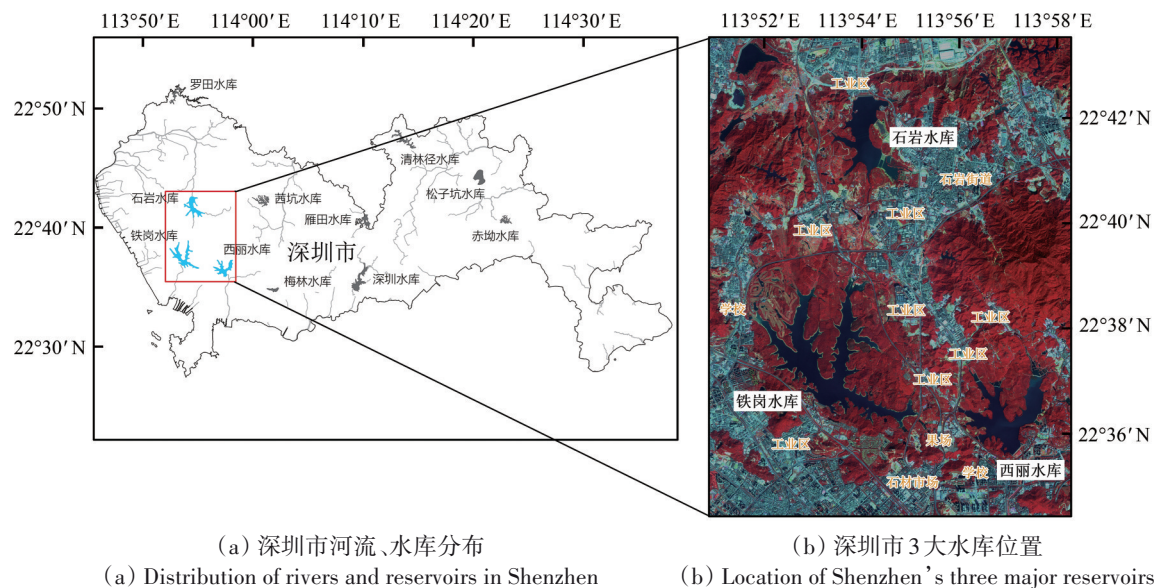 113°50′E 114°00′E 114°10′E 114°20′E 114°30′E
22°50′N
22°40′N
22°30′N
罗田水库
清林径水库
石岩水库
茜坑水库
松子坑水库
雁田水库
赤坳水库
铁岗水库
西丽水库
深圳市
梅林水库
深圳水库
113°52′E 113°54′E 113°56′E 113°58′E
22°42′N
22°40′N
22°38′N
22°36′N
工业区
石岩水库
石岩街道
工业区
工业区
学校
工业区
工业区
工业区
工业区
铁岗水库
工业区
果场
西丽水库
学校
石材市场
(a) 深圳市河流、水库分布
(a) Distribution of rivers and reservoirs in Shenzhen
(b) 深圳市3大水库位置
(b) Location of Shenzhen's three major reservoirs